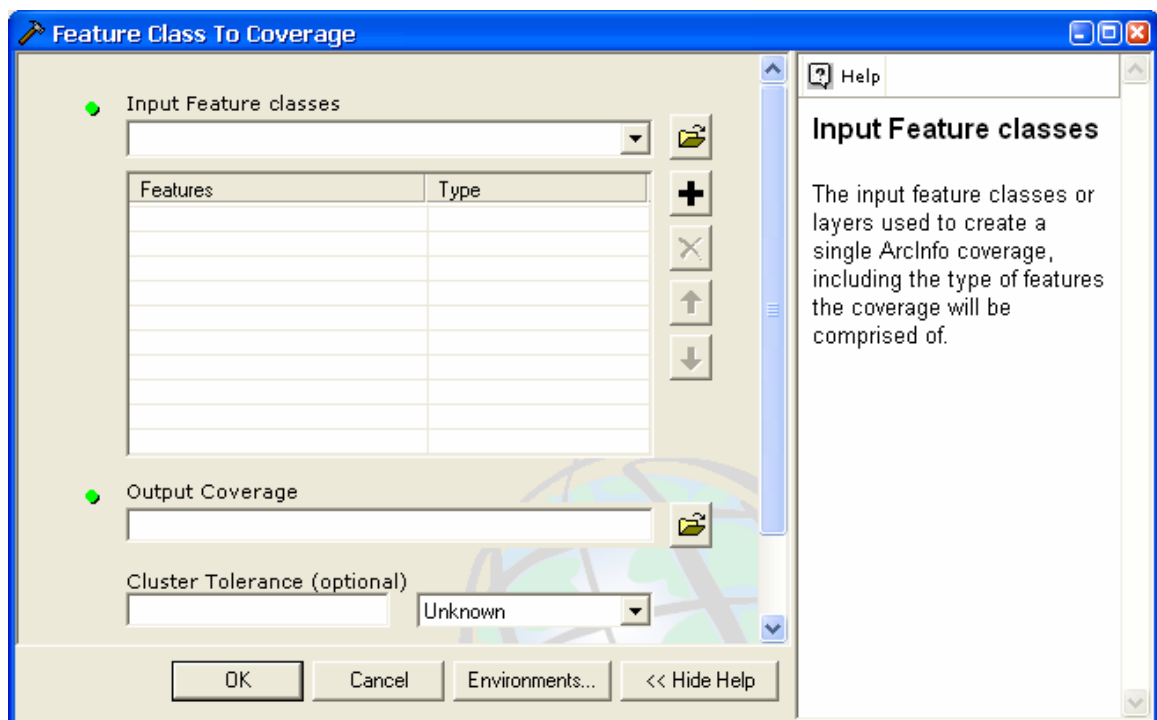 Feature Class To Coverage
Input Feature classes
Features Type
Output Coverage
Cluster Tolerance (optional)
Unknown
OK Cancel Environments... << Hide Help
Help
Input Feature classes
The input feature classes or
layers used to create a
single ArcInfo coverage,
including the type of features
the coverage will be
comprised of.